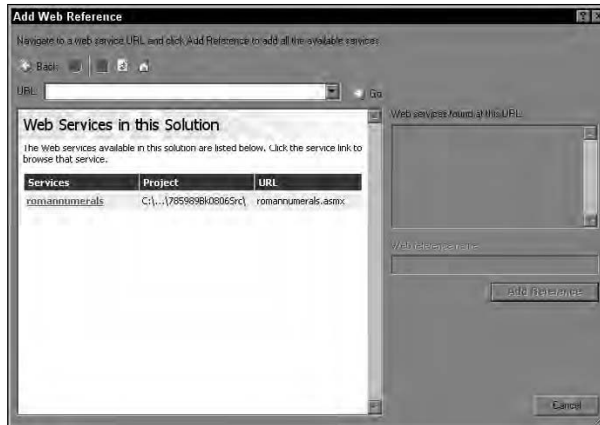 Add Web Reference
Navigate to a web service URL and click Add Reference to add all the available services.
Back
URL:
Go
Web Services in this Solution
The Web services available in this solution are listed below. Click the service link to
browse that service.
Services Project URL
romannumerals C:\...\785989Bk0806Src\ romannumerals.asmx
Web services found at this URL:
Web reference name:
Add Reference
Cancel